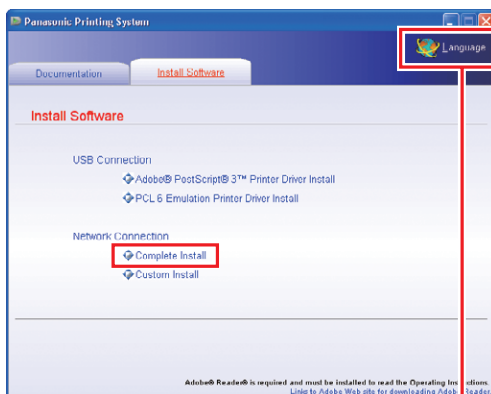 Panasonic Printing System
Language
Documentation
Install Software
Install Software
USB Connection
Adobe® PostScript® 3™ Printer Driver Install
PCL 6 Emulation Printer Driver Install
Network Connection
Complete Install
Custom Install
Adobe® Reader® is required and must be installed to read the Operating Instructions.
Links to Adobe Web site for downloading Adobe Reader